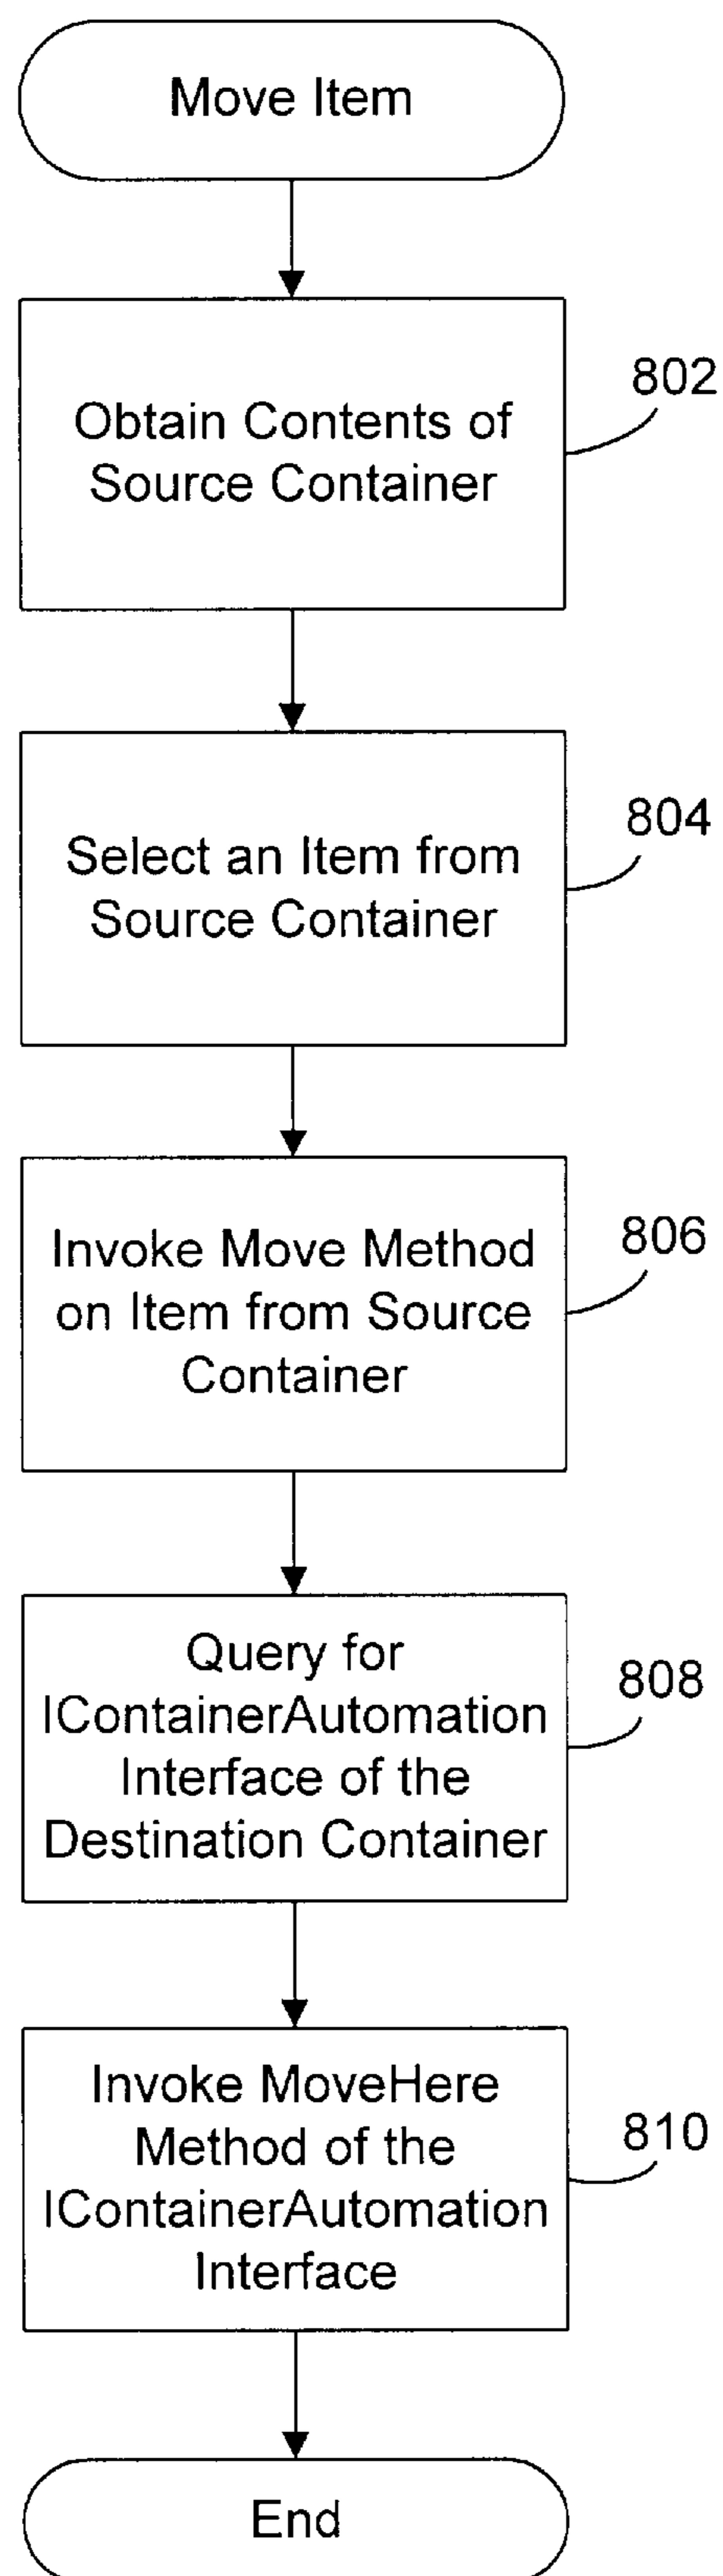 Move Item
802
Obtain Contents of
Source Container
804
Select an Item from
Source Container
806
Invoke Move Method
on Item from Source
Container
808
Query for
IContainerAutomation
Interface of the
Destination Container
810
Invoke MoveHere
Method of the
IContainerAutomation
Interface
End